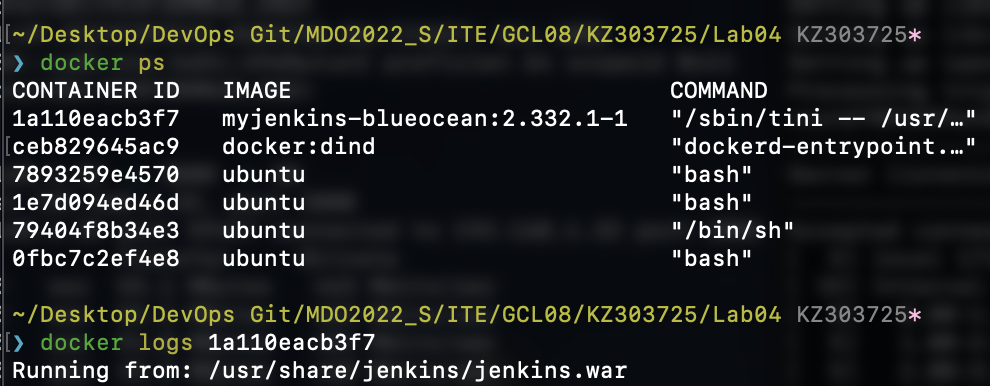 ~/Desktop/DevOps Git/MDO2022_S/ITE/GCL08/KZ303725/Lab04 KZ303725*
❯ docker ps
CONTAINER ID IMAGE COMMAND
1a110eacb3f7 myjenkins-blueocean:2.332.1-1 "/sbin/tini -- /usr/…"
ceb829645ac9 docker:dind "dockerd-entrypoint.…"
7893259e4570 ubuntu "bash"
1e7d094ed46d ubuntu "bash"
79404f8b34e3 ubuntu "/bin/sh"
0fbc7c2ef4e8 ubuntu "bash"
~/Desktop/DevOps Git/MDO2022_S/ITE/GCL08/KZ303725/Lab04 KZ303725*
❯ docker logs 1a110eacb3f7
Running from: /usr/share/jenkins/jenkins.war